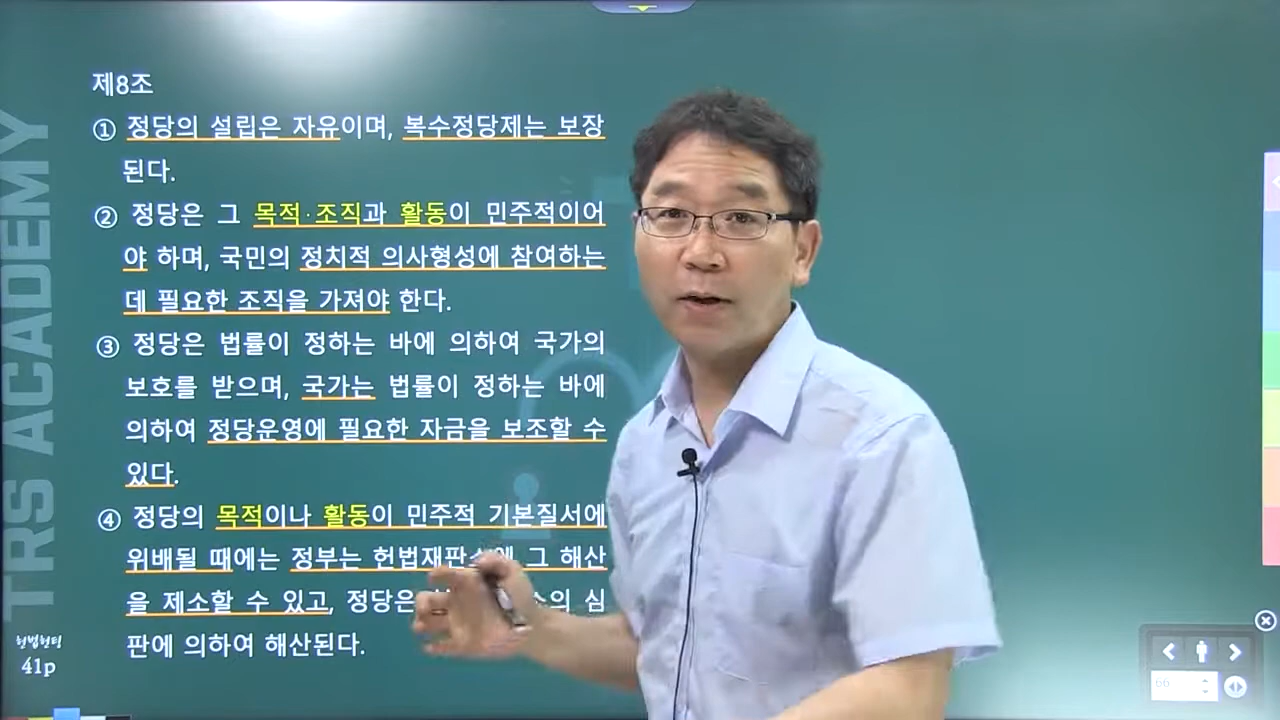 제8조
① 정당의 설립은 자유이며, 복수정당제는 보장
된다.
② 정당은 그 목적·조직과 활동이 민주적이어
야 하며, 국민의 정치적 의사형성에 참여하는
데 필요한 조직을 가져야 한다.
③ 정당은 법률이 정하는 바에 의하여 국가의
보호를 받으며, 국가는 법률이 정하는 바에
의하여 정당운영에 필요한 자금을 보조할 수
있다.
④ 정당의 목적이나 활동이 민주적 기본질서에
위배될 때에는 정부는 헌법재판소에 그 해산
을 제소할 수 있고, 정당은 의 심
판에 의하여 해산된다.
TRS ACADEMY
헌법헌팅
41p
66